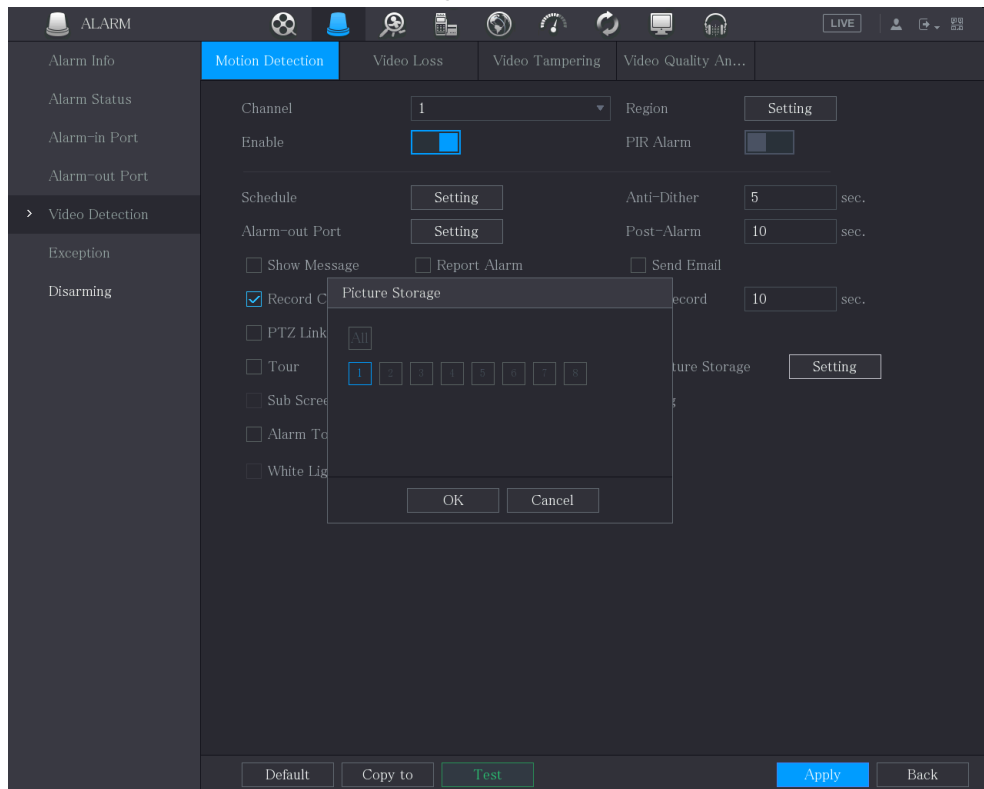 ALARM
LIVE
Alarm Info
Motion Detection
Video Loss
Video Tampering
Video Quality An...
Alarm Status
Channel
1
Region
Setting
Alarm-in Port
Enable
PIR Alarm
Alarm-out Port
Schedule
Setting
Anti-Dither
5
sec.
Video Detection
Alarm-out Port
Setting
Post-Alarm
10
sec.
Exception
Show Message
Report Alarm
Send Email
Disarming
Record C
Picture Storage
ecord
10
sec.
PTZ Link
All
Tour
1 2 3 4 5 6 7 8
ture Storage
Setting
Sub Scree
g
Alarm To
White Lig
OK
Cancel
Default
Copy to
Test
Apply
Back